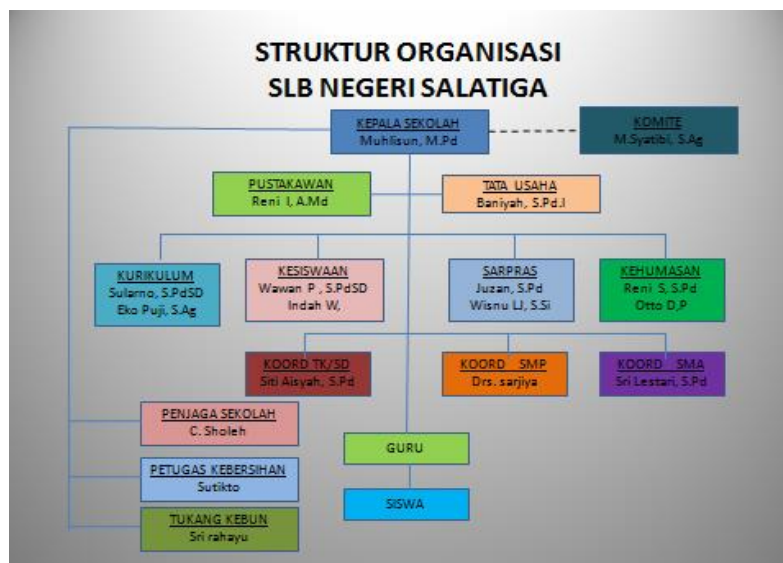 STRUKTUR ORGANISASI
SLB NEGERI SALATIGA
KEPALA SEKOLAH
Muhlisun, M.Pd
KOMITE
M.Syatibi, S.Ag
PUSTAKAWAN
Reni I, A.Md
TATA USAHA
Baniyah, S.Pd.I
KURIKULUM
Sularno, S.PdSD
Eko Puji, S.Ag
KESISWAAN
Wawan P , S.PdSD
Indah W,
SARPRAS
Juzan, S.Pd
Wisnu LJ, S.Si
KEHUMASAN
Reni S, S.Pd
Otto D,P
KOORD TK/SD
Siti Aisyah, S.Pd
KOORD SMP
Drs. sarjiya
KOORD SMA
Sri Lestari, S.Pd
PENJAGA SEKOLAH
C. Sholeh
PETUGAS KEBERSIHAN
Sutikto
TUKANG KEBUN
Sri rahayu
GURU
SISWA